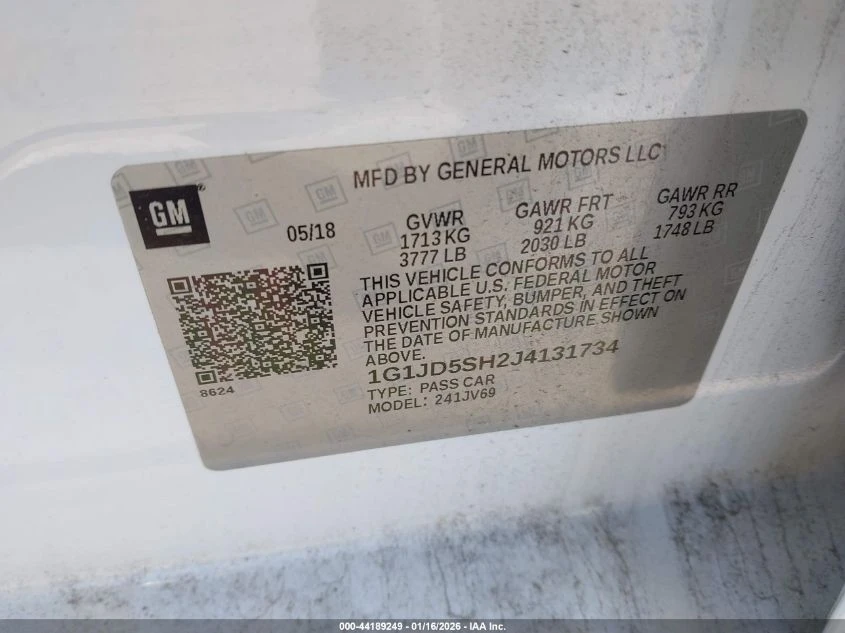 MFD BY GENERAL MOTORS LLC
GM
05/18
GVWR
1713 KG
3777 LB
GAWR FRT
921 KG
2030 LB
GAWR RR
793 KG
1748 LB
THIS VEHICLE CONFORMS TO ALL
APPLICABLE U.S. FEDERAL MOTOR
VEHICLE SAFETY, BUMPER, AND THEFT
PREVENTION STANDARDS IN EFFECT ON
THE DATE OF MANUFACTURE SHOWN
ABOVE.
1G1JD5SH2J4131734
TYPE: PASS CAR
MODEL: 241JV69
8624
000-44189249 - 01/16/2026 - IAA Inc.